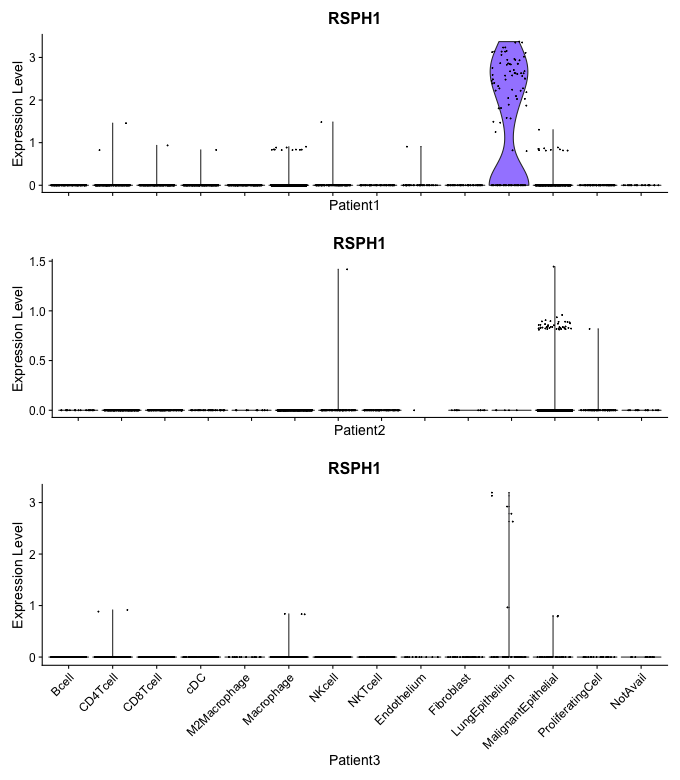 RSPH1
Expression Level
3
2
1
0
Patient1
RSPH1
Expression Level
1.5
1.0
0.5
0.0
Patient2
RSPH1
Expression Level
3
2
1
0
Bcell
CD4Tcell
CD8Tcell
cDC
M2Macrophage
Macrophage
NKcell
NKTcell
Endothelium
Fibroblast
LungEpithelium
MalignantEpithelial
ProliferatingCell
NotAvail
Patient3